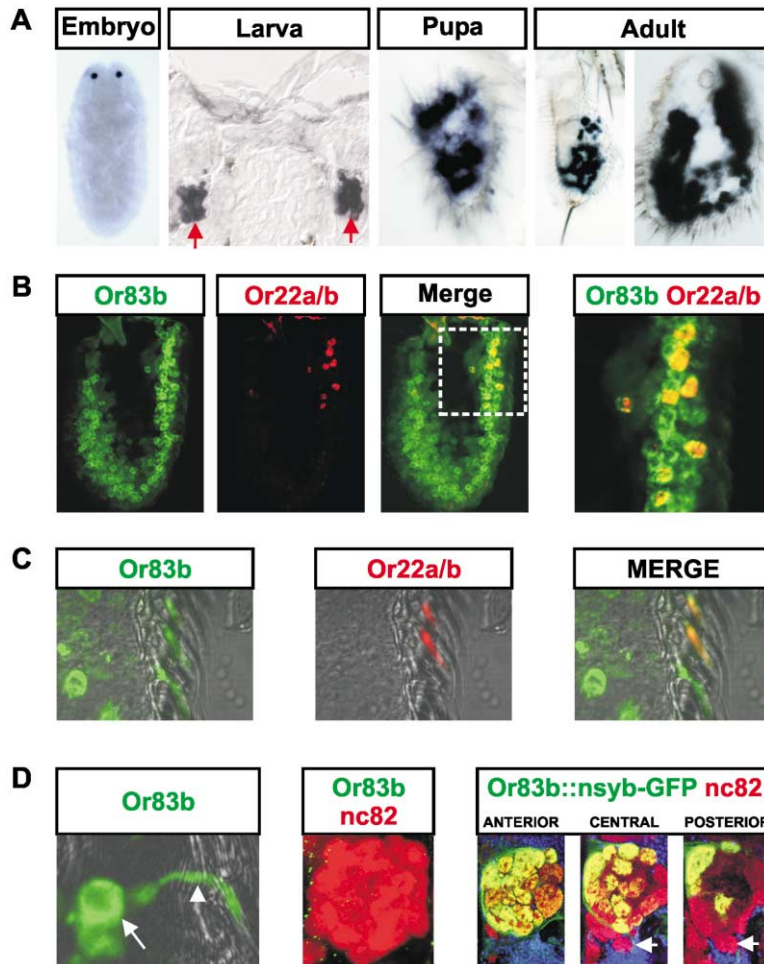 A
Embryo
Larva
Pupa
Adult
B
Or83b
Or22a/b
Merge
Or83b Or22a/b
C
Or83b
Or22a/b
MERGE
D
Or83b
Or83b
nc82
Or83b::nsyb-GFP nc82
ANTERIOR
CENTRAL
POSTERIOR